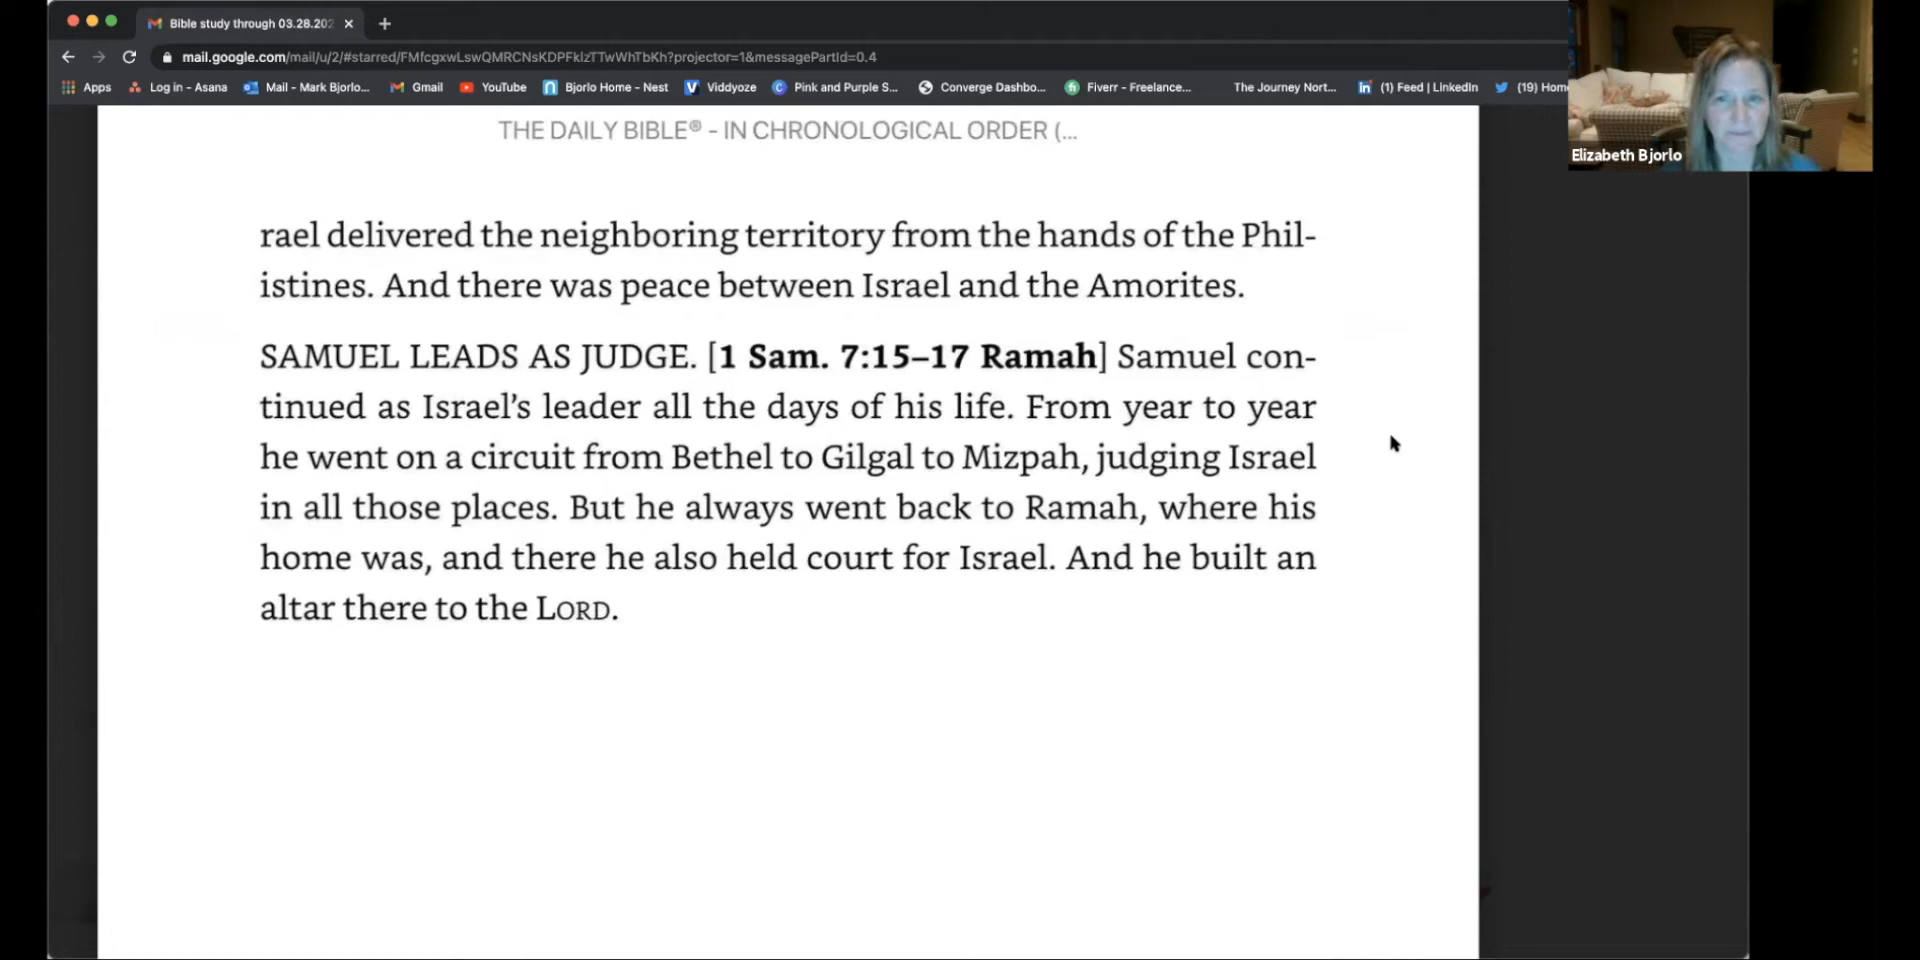 Bible study through 03.28.202
mail.google.com/mail/u/2/#starred/FMfcgxwLswQMRCNsKDPFklzTTwWhTbKh?projector=1&messagePartId=0.4
Apps Log in - Asana Mail - Mark Bjorlo... Gmail YouTube Bjorlo Home - Nest Viddyoze Pink and Purple S... Converge Dashbo... Fiverr - Freelance... The Journey Nort... (1) Feed | LinkedIn (19) Hom
Elizabeth Bjorlo
THE DAILY BIBLE® - IN CHRONOLOGICAL ORDER (...
rael delivered the neighboring territory from the hands of the Phil-
istines. And there was peace between Israel and the Amorites.
SAMUEL LEADS AS JUDGE. [1 Sam. 7:15–17 Ramah] Samuel con-
tinued as Israel’s leader all the days of his life. From year to year
he went on a circuit from Bethel to Gilgal to Mizpah, judging Israel
in all those places. But he always went back to Ramah, where his
home was, and there he also held court for Israel. And he built an
altar there to the LORD.